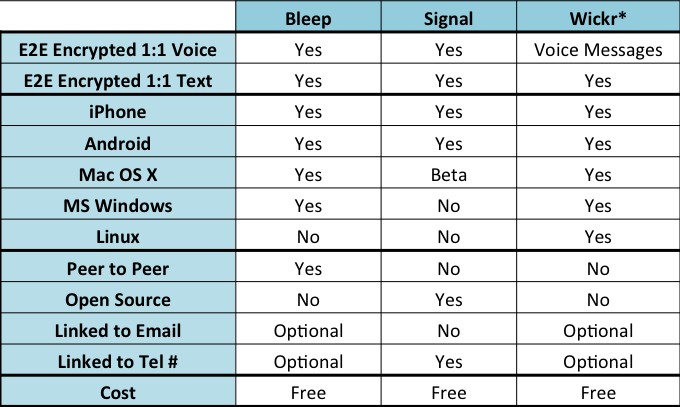 Bleep Signal Wickr*
E2E Encrypted 1:1 Voice Yes Yes Voice Messages
E2E Encrypted 1:1 Text Yes Yes Yes
iPhone Yes Yes Yes
Android Yes Yes Yes
Mac OS X Yes Beta Yes
MS Windows Yes No Yes
Linux No No Yes
Peer to Peer Yes No No
Open Source No Yes No
Linked to Email Optional No Optional
Linked to Tel # Optional Yes Optional
Cost Free Free Free